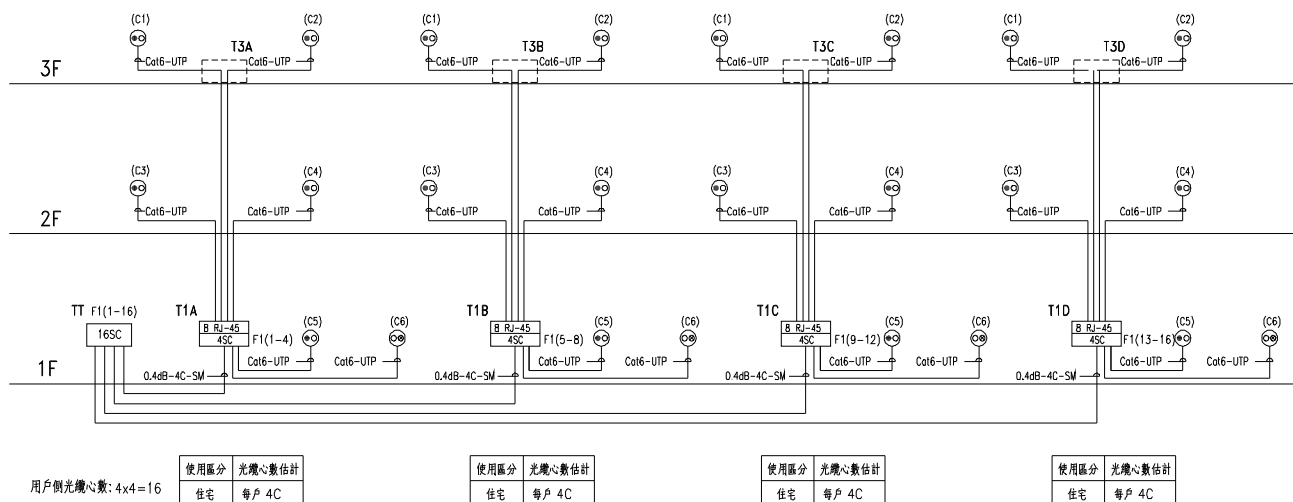 (C1) (C2) (C1) (C2) (C1) (C2) (C1) (C2)
T3A T3B T3C T3D
Cat6-UTP Cat6-UTP Cat6-UTP Cat6-UTP Cat6-UTP Cat6-UTP Cat6-UTP Cat6-UTP
3F
(C3) (C4) (C3) (C4) (C3) (C4) (C3) (C4)
Cat6-UTP Cat6-UTP Cat6-UTP Cat6-UTP Cat6-UTP Cat6-UTP Cat6-UTP Cat6-UTP
2F
TT F1(1-16) T1A T1B T1C T1D
(C5) (C6) (C5) (C6) (C5) (C6) (C5) (C6)
8 RJ-45 8 RJ-45 8 RJ-45 8 RJ-45
16SC 4SC F1(1-4) 4SC F1(5-8) 4SC F1(9-12) 4SC F1(13-16)
Cat6-UTP Cat6-UTP Cat6-UTP Cat6-UTP Cat6-UTP Cat6-UTP Cat6-UTP Cat6-UTP
1F
0.4dB-4C-SM 0.4dB-4C-SM 0.4dB-4C-SM 0.4dB-4C-SM
使用區分 光纜心數估計 使用區分 光纜心數估計 使用區分 光纜心數估計 使用區分 光纜心數估計
用戶側光纜心數: 4x4=16 住宅 每戶 4C 住宅 每戶 4C 住宅 每戶 4C 住宅 每戶 4C